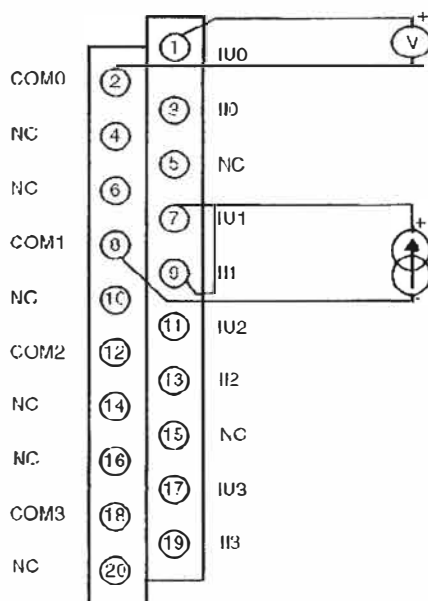 +
1 IU0 V
COM0 2
3 II0
NC 4
5 NC
NC 6
7 IU1 +
COM1 8
9 II1
NC 10 -
11 IU2
COM2 12
13 II2
NC 14
15 NC
NC 16
17 IU3
COM3 18
19 II3
NC 20